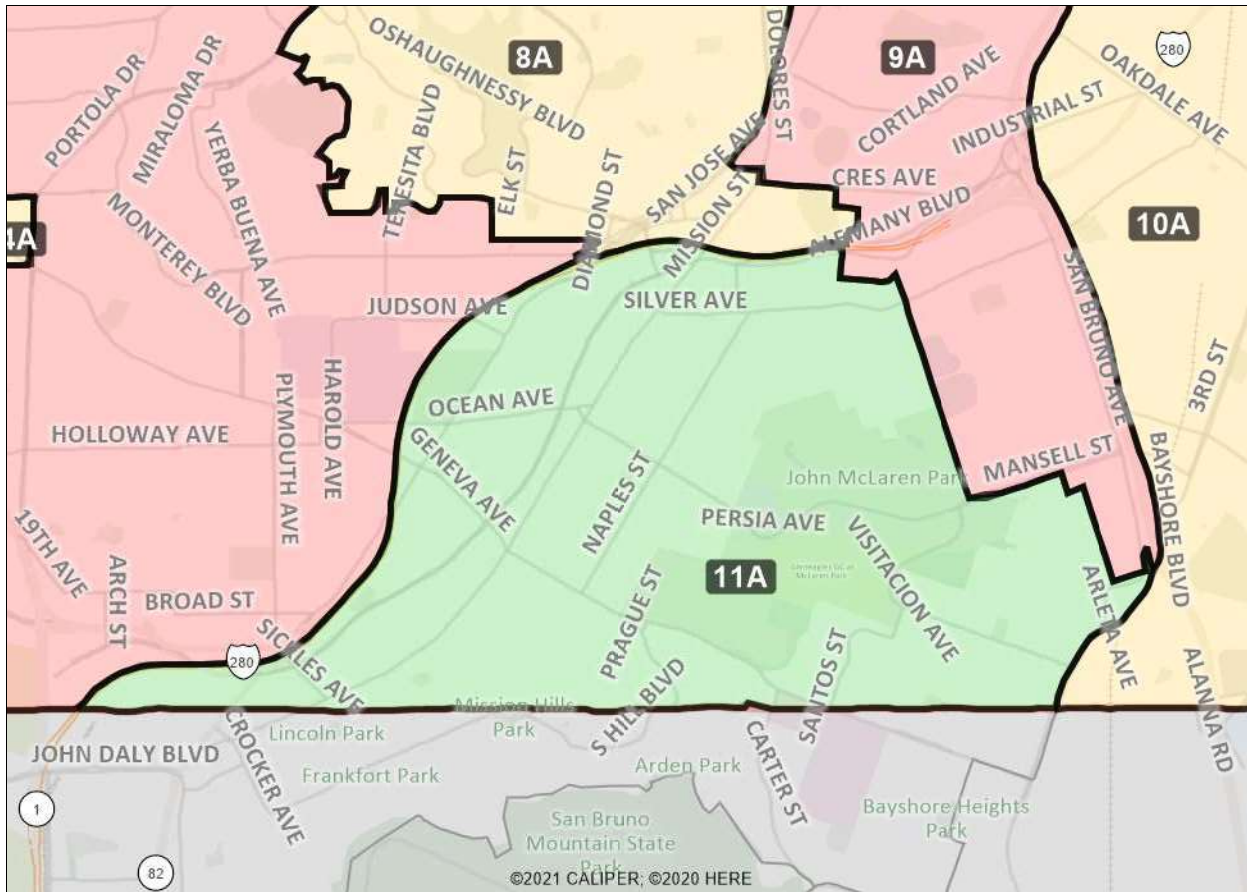 8A
9A
280
OSHAUGHNESSY BLVD
DOLORES ST
CORTLAND AVE
OAKDALE AVE
PORTOLA DR
MIRALOMA DR
INDUSTRIAL ST
YERBA BUENA AVE
TERESITA BLVD
ELK ST
DIAMOND ST
SAN JOSE AVE
MISSION ST
CRES AVE
ALEMANY BLVD
10A
4A
MONTEREY BLVD
JUDSON AVE
SILVER AVE
SAN BRUNO AVE
3RD ST
HAROLD AVE
PLYMOUTH AVE
OCEAN AVE
HOLLOWAY AVE
GENEVA AVE
NAPLES ST
John McLaren Park
MANSELL ST
BAYSHORE BLVD
19TH AVE
PERSIA AVE
VISITACION AVE
11A
Gleneagles GC at
McLaren Park
ARCH ST
BROAD ST
PRAGUE ST
ARLETA AVE
280
SICKLES AVE
SANTOS ST
ALANNA RD
S HILL BLVD
Mission Hills
Park
Lincoln Park
CROCKER AVE
JOHN DALY BLVD
Frankfort Park
Arden Park
CARTER ST
Bayshore Heights
Park
1
San Bruno
Mountain State
Park
82
©2021 CALIPER; ©2020 HERE